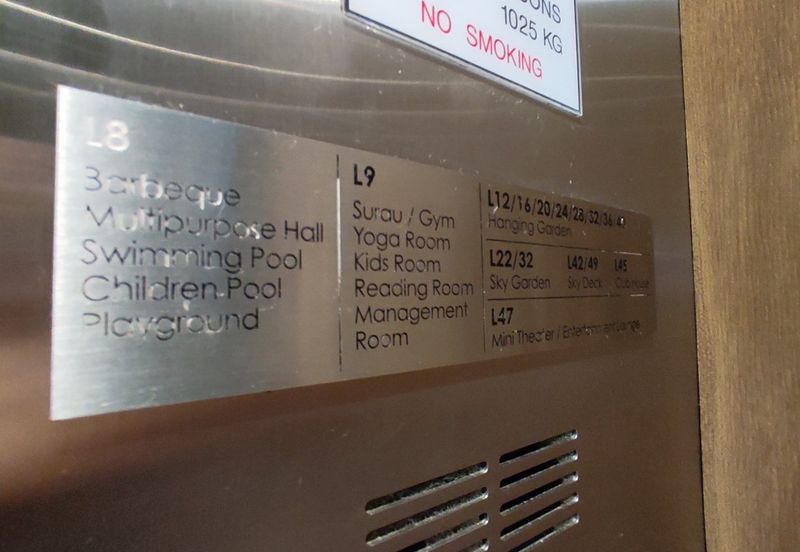 1025 KG
NO SMOKING
L8
Barbeque
Multipurpose Hall
Swimming Pool
Children Pool
Playground
L9
Surau / Gym
Yoga Room
Kids Room
Reading Room
Management
Room
L12/16/20/24/28/32/36
Hanging Garden
L22/32
Sky Garden
L42/49
Sky Deck
L45
Club House
L47
Mini Theater / Entertainment Lounge